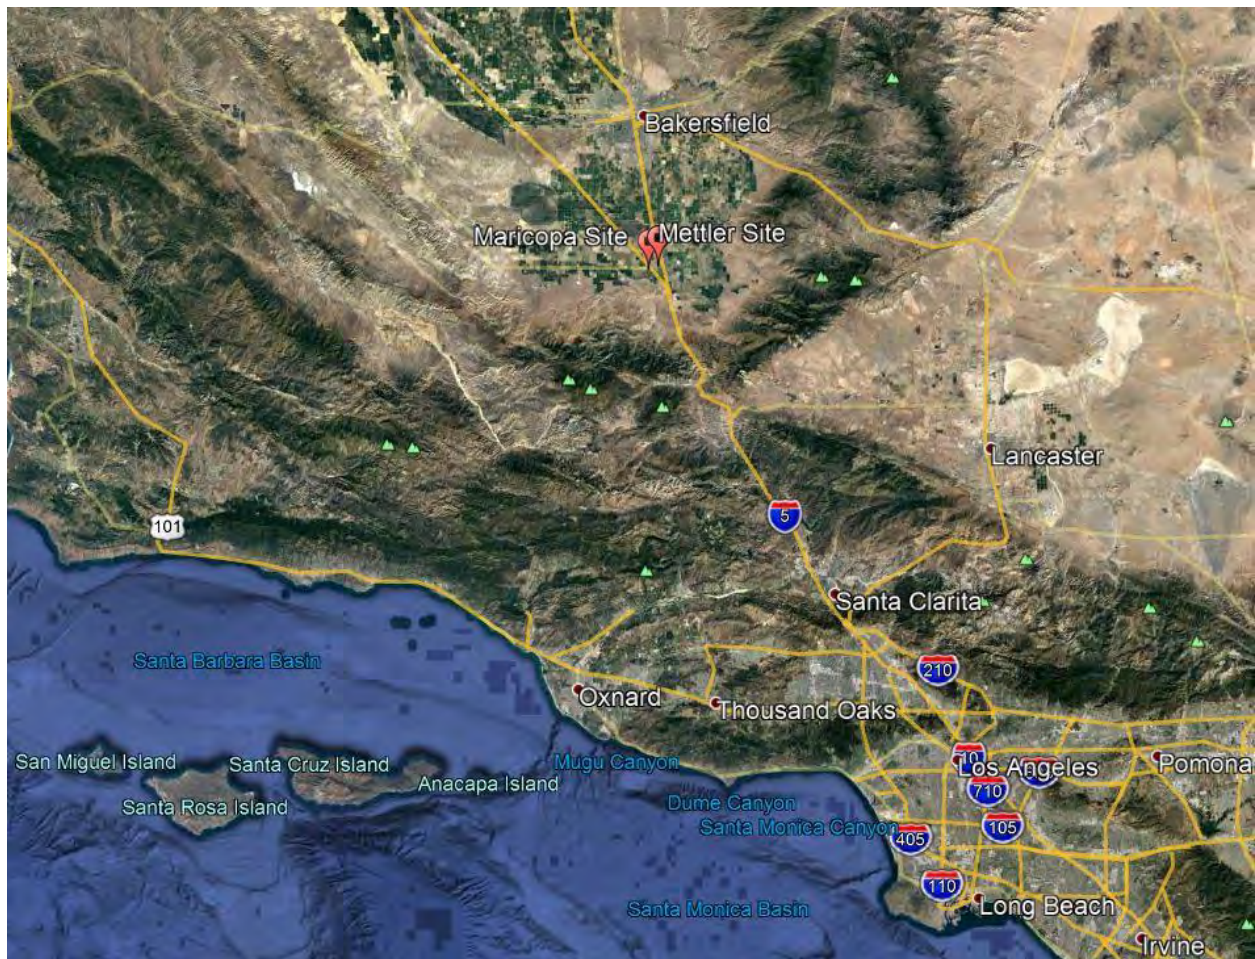 Bakersfield
Maricopa Site
Mettler Site
Lancaster
101
5
Santa Clarita
Santa Barbara Basin
210
Oxnard
Thousand Oaks
San Miguel Island
Santa Cruz Island
Anacapa Island
Mugu Canyon
Los Angeles
Pomona
Santa Rosa Island
Dume Canyon
710
Santa Monica Canyon
405
105
110
Santa Monica Basin
Long Beach
Irvine